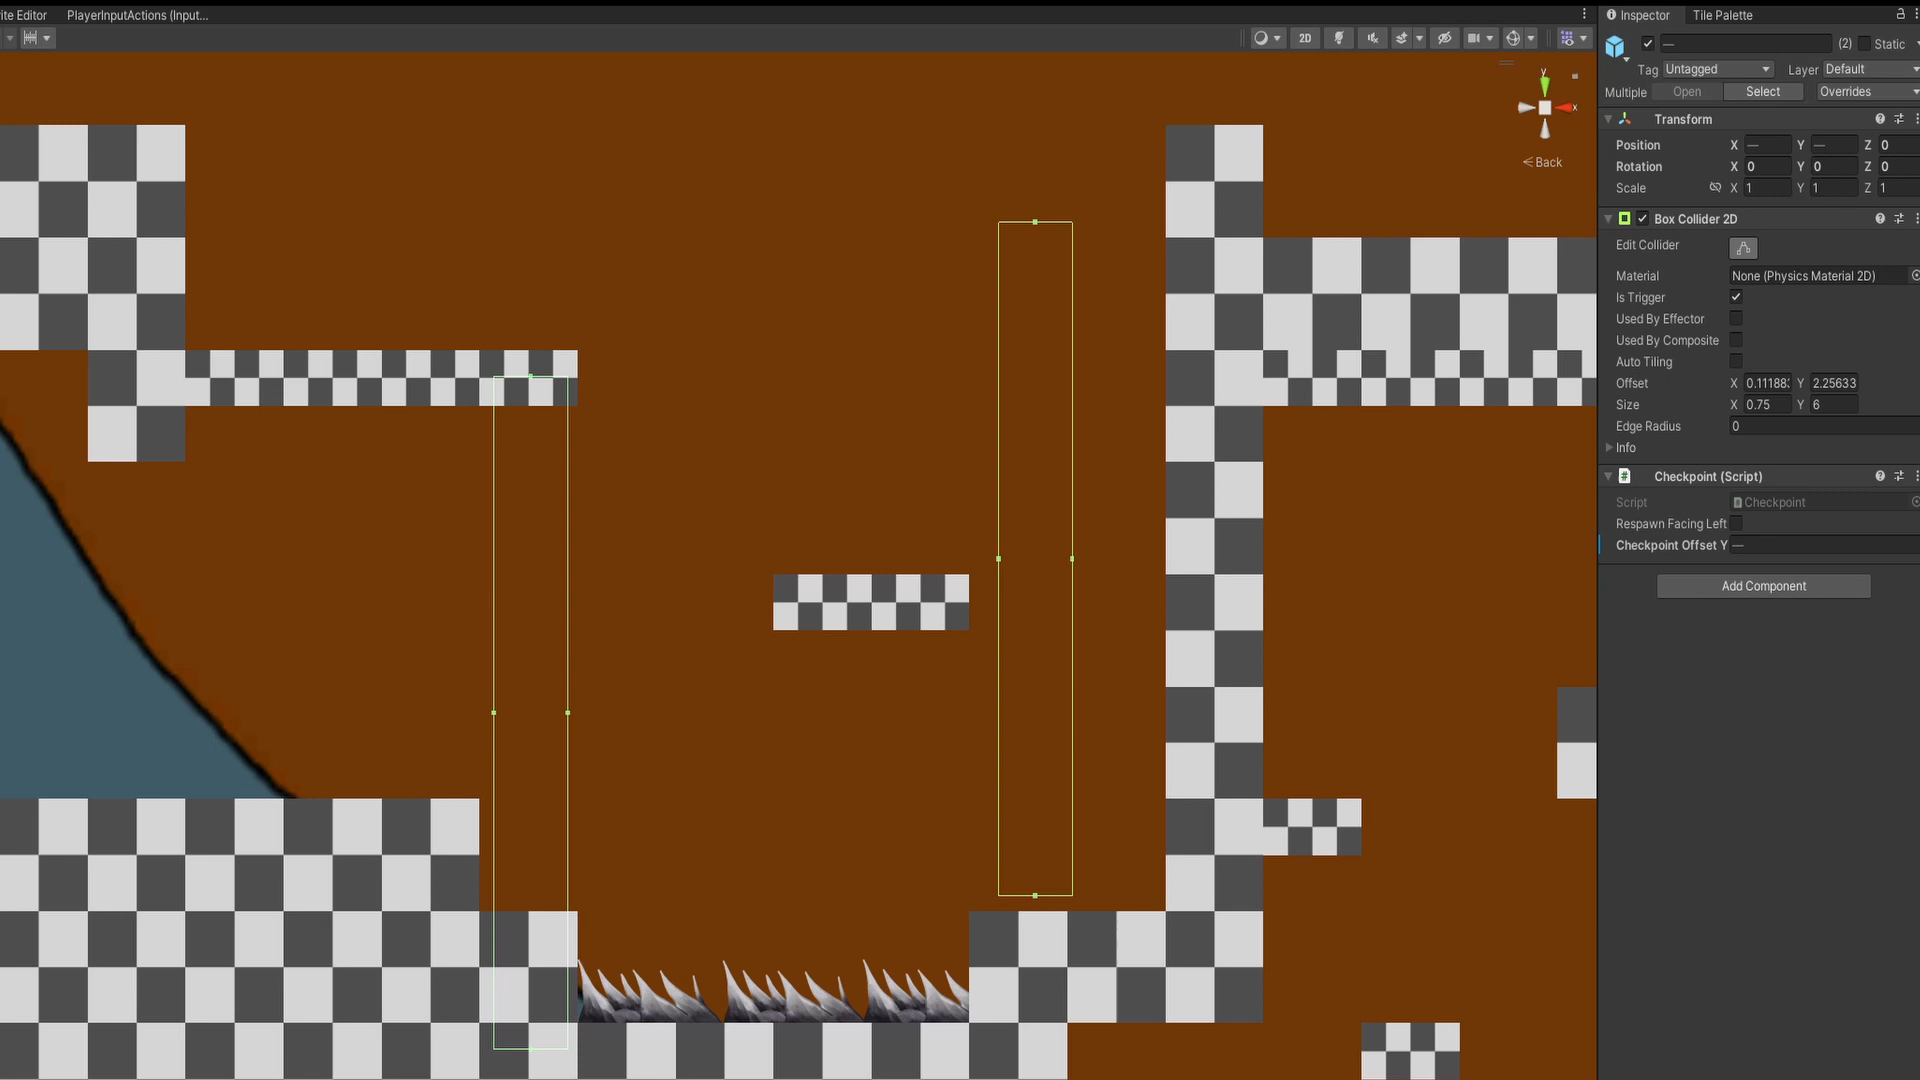 ite Editor
PlayerInputActions (Input...
2D
y
x
Back
Inspector
Tile Palette
—
(2)
Static
Tag
Untagged
Layer
Default
Multiple
Open
Select
Overrides
Transform
Position X — Y — Z 0
Rotation X 0 Y 0 Z 0
Scale X 1 Y 1 Z 1
Box Collider 2D
Edit Collider
Material None (Physics Material 2D)
Is Trigger
Used By Effector
Used By Composite
Auto Tiling
Offset X 0.11188 Y 2.25633
Size X 0.75 Y 6
Edge Radius 0
Info
# Checkpoint (Script)
Script Checkpoint
Respawn Facing Left
Checkpoint Offset Y —
Add Component